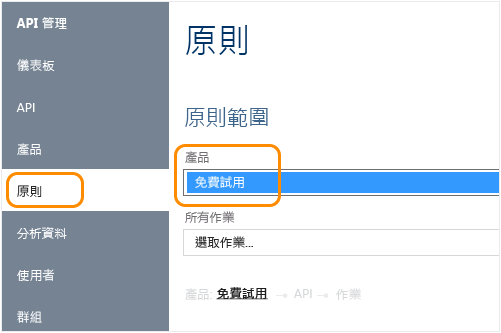 API 管理
儀表板
API
產品
原則
分析資料
使用者
群組
原則
原則範圍
產品
免費試用
所有作業
選取作業...
產品: 免費試用 → API → 作業